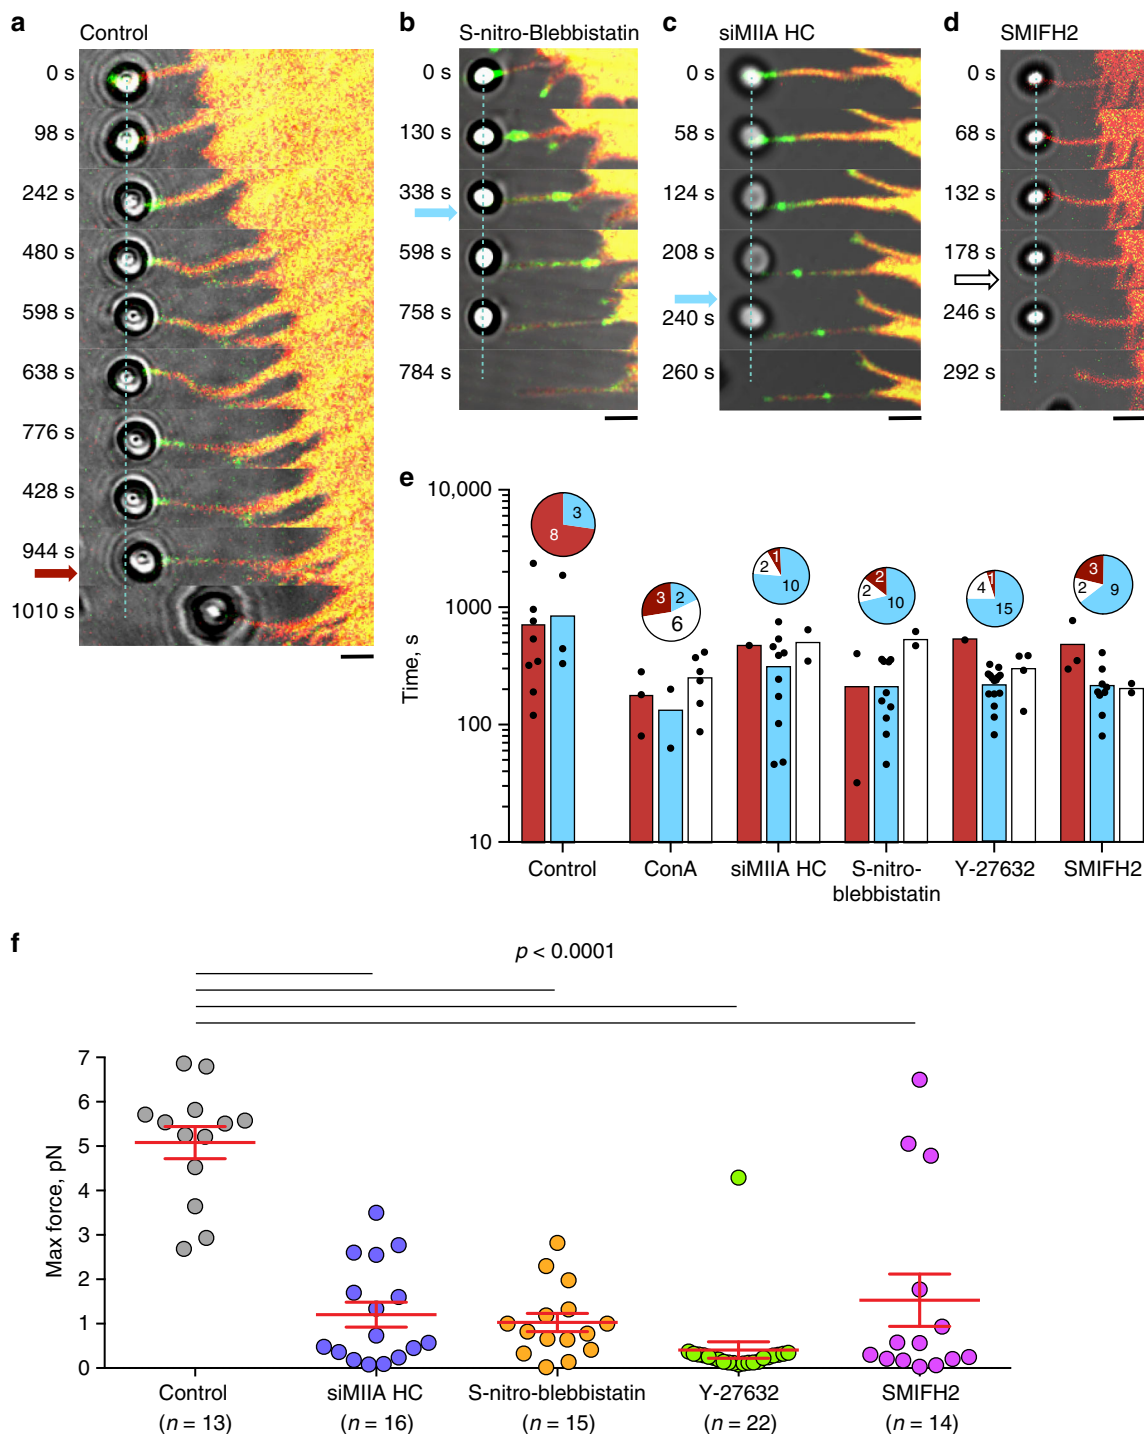 a
Control
0 s
98 s
242 s
480 s
598 s
638 s
776 s
428 s
944 s
1010 s
b
S-nitro-Blebbistatin
0 s
130 s
338 s
598 s
758 s
784 s
c
siMIIA HC
0 s
58 s
124 s
208 s
240 s
260 s
d
SMIFH2
0 s
68 s
132 s
178 s
246 s
292 s
e
Time, s
10,000
1000
100
10
3
8
3
2
6
1
2
10
2
2
10
1
4
15
3
2
9
Control
ConA
siMIIA HC
S-nitro-
blebbistatin
Y-27632
SMIFH2
f
p < 0.0001
Max force, pN
7
6
5
4
3
2
1
0
Control
(n = 13)
siMIIA HC
(n = 16)
S-nitro-blebbistatin
(n = 15)
Y-27632
(n = 22)
SMIFH2
(n = 14)